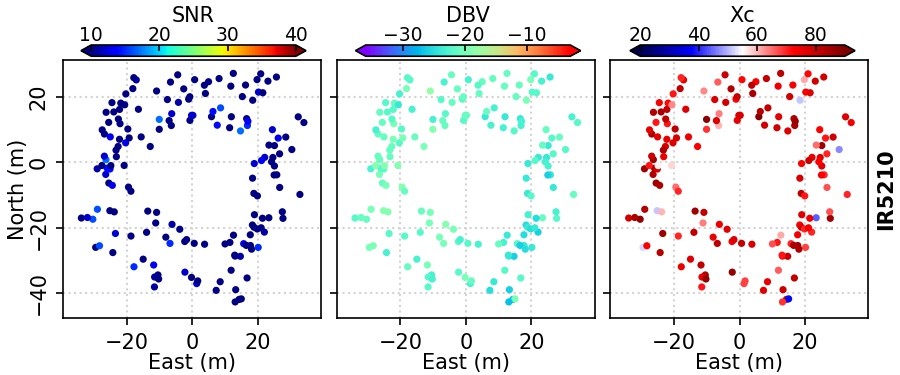 SNR DBV Xc
10 20 30 40 −30 −20 −10 20 40 60 80
20
0
−20
−40
North (m)
−20 0 20 −20 0 20 −20 0 20
East (m) East (m) East (m)
IR5210